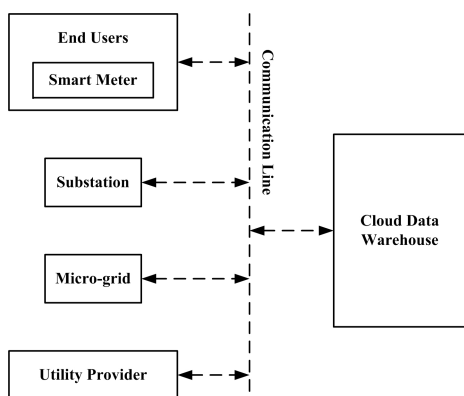 End Users
Smart Meter
Communication Line
Substation
Cloud Data
Warehouse
Micro-grid
Utility Provider